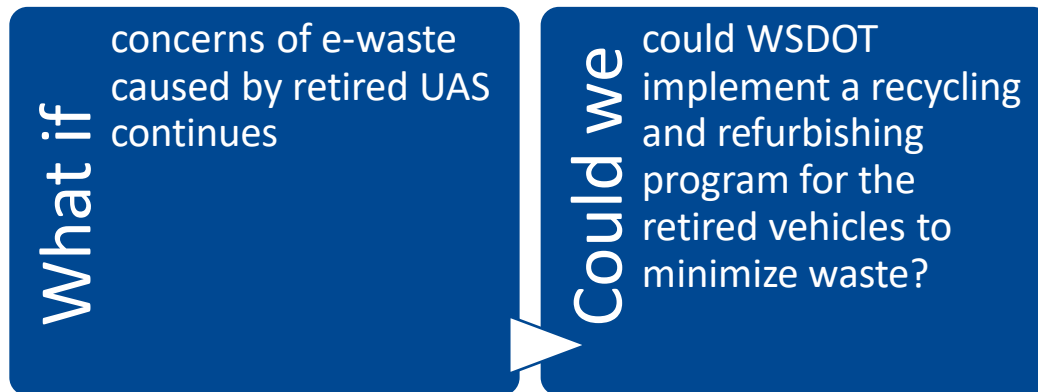 What if
concerns of e-waste
caused by retired UAS
continues
Could we
could WSDOT
implement a recycling
and refurbishing
program for the
retired vehicles to
minimize waste?